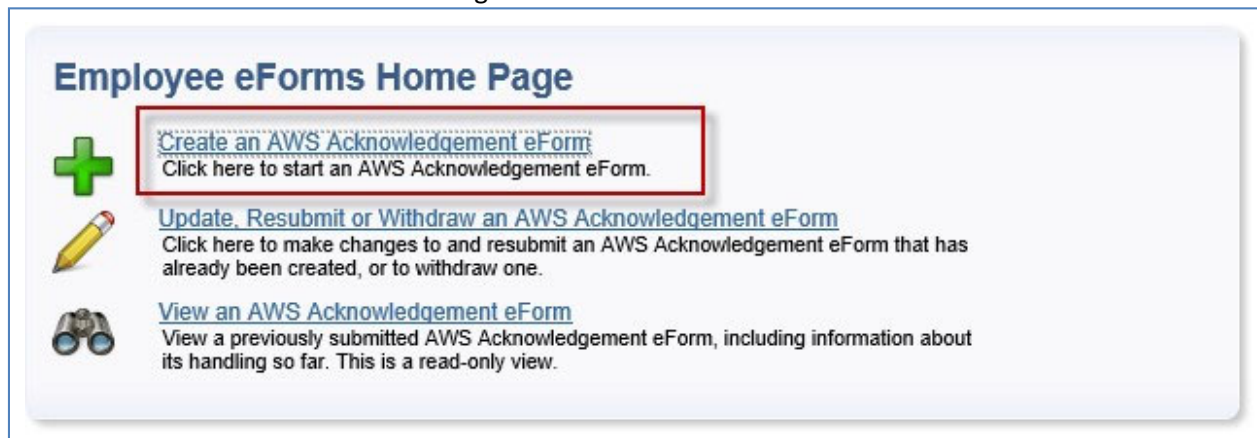 Employee eForms Home Page
Create an AWS Acknowledgement eForm
Click here to start an AWS Acknowledgement eForm.
Update, Resubmit or Withdraw an AWS Acknowledgement eForm
Click here to make changes to and resubmit an AWS Acknowledgement eForm that has
already been created, or to withdraw one.
View an AWS Acknowledgement eForm
View a previously submitted AWS Acknowledgement eForm, including information about
its handling so far. This is a read-only view.